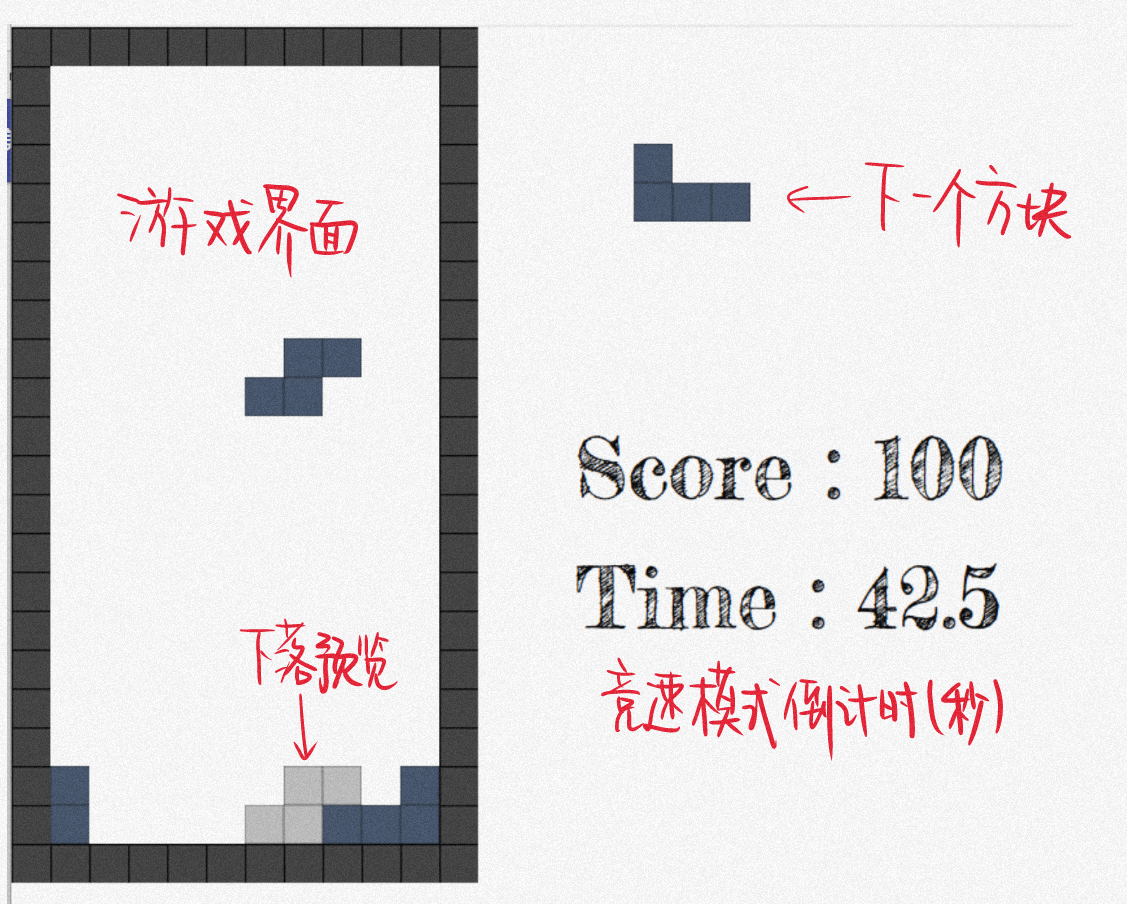 游戏界面
←下一个方块
Score : 100
Time : 42.5
下落预览
竞速模式倒计时(秒)